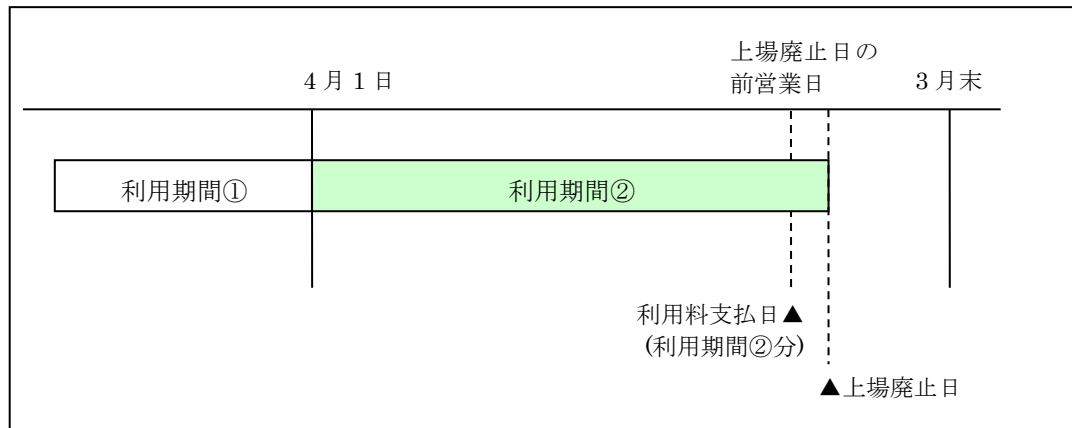 上場廃止日の
前営業日
4月1日
3月末
利用期間①
利用期間②
利用料支払日▲
(利用期間②分)
▲上場廃止日